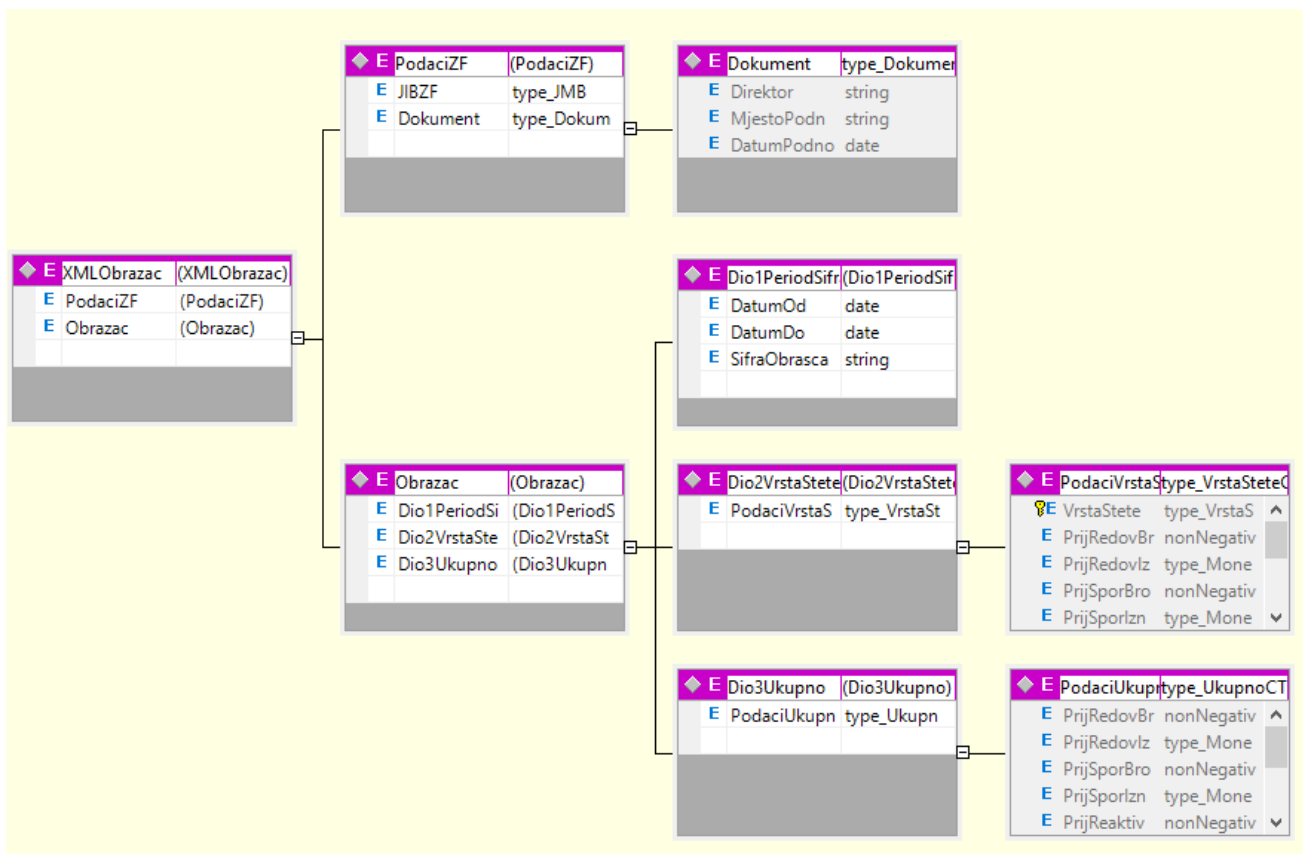 E PodaciZF (PodaciZF)
E JIBZF type_JMB
E Dokument type_Dokum
E Dokument type_Dokumer
E Direktor string
E MjestoPodn string
E DatumPodno date
E XMLObrazac (XMLObrazac)
E PodaciZF (PodaciZF)
E Obrazac (Obrazac)
E Dio1PeriodSifr (Dio1PeriodSif
E DatumOd date
E DatumDo date
E SifraObrasca string
E Obrazac (Obrazac)
E Dio1PeriodSi (Dio1PeriodS
E Dio2VrstaSte (Dio2VrstaSt
E Dio3Ukupno (Dio3Ukupn
E Dio2VrstaStete (Dio2VrstaStete
E PodaciVrstaS type_VrstaSt
E PodaciVrstaS type_VrstaSteteC
E VrstaStete type_VrstaS
E PrijRedovBr nonNegativ
E PrijRedovIz type_Mone
E PrijSporBro nonNegativ
E PrijSporIzn type_Mone
E Dio3Ukupno (Dio3Ukupno)
E PodaciUkupn type_Ukupn
E PodaciUkupr type_UkupnoCT
E PrijRedovBr nonNegativ
E PrijRedovIz type_Mone
E PrijSporBro nonNegativ
E PrijSporIzn type_Mone
E PrijReaktiv nonNegativ